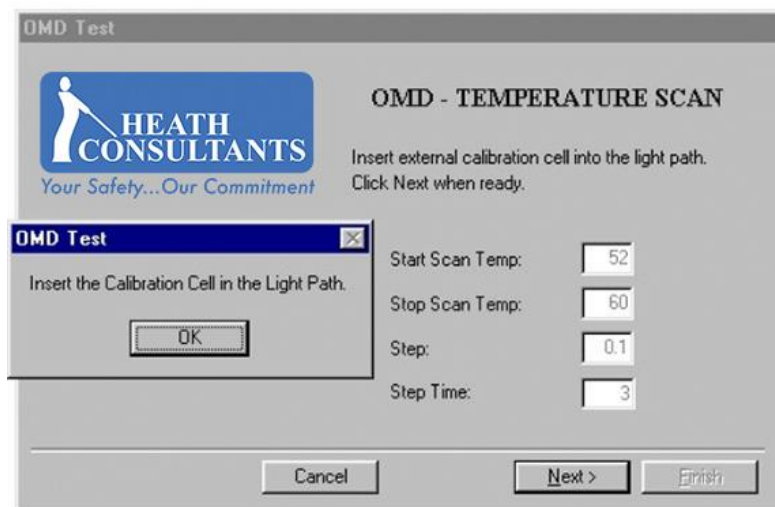 OMD Test
HEATH
CONSULTANTS
Your Safety...Our Commitment
OMD - TEMPERATURE SCAN
Insert external calibration cell into the light path.
Click Next when ready.
OMD Test
Insert the Calibration Cell in the Light Path.
OK
Start Scan Temp: 52
Stop Scan Temp: 60
Step: 0.1
Step Time: 3
Cancel
Next >
Finish